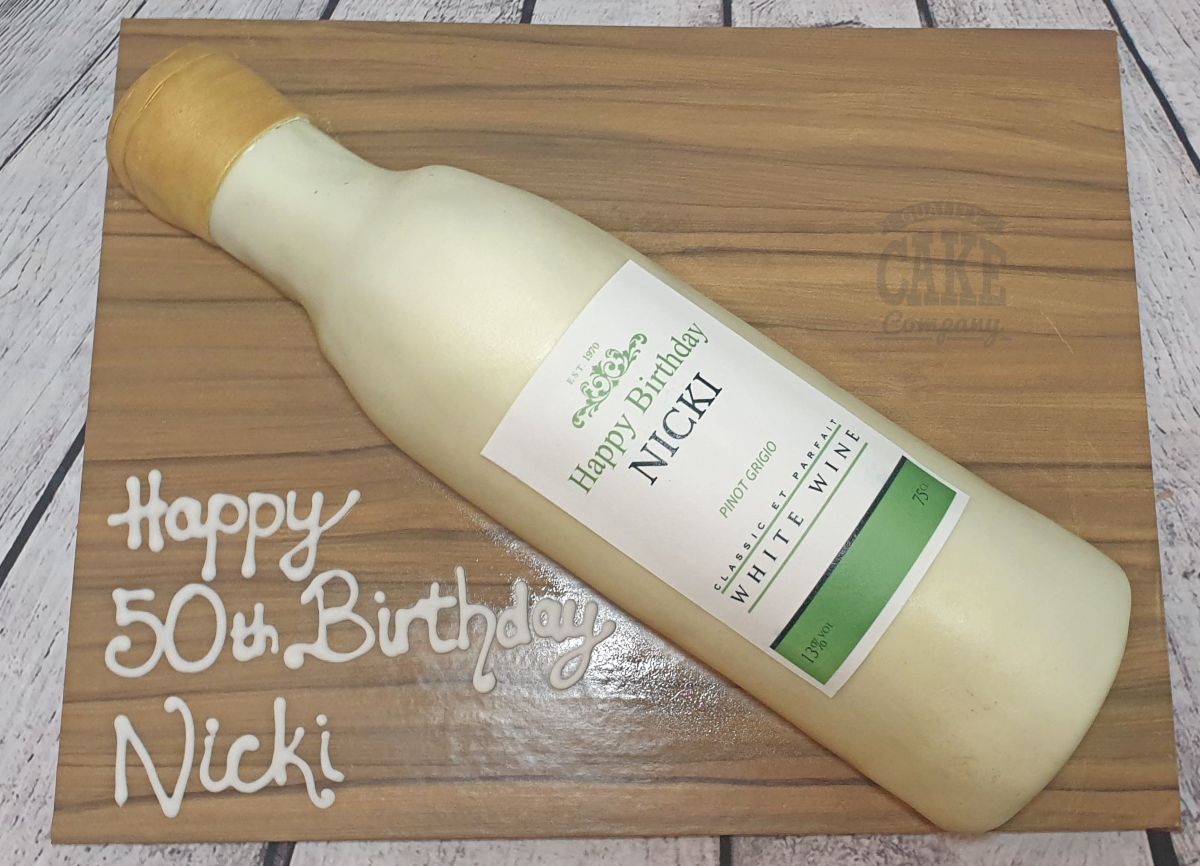 EST. 1970
Happy Birthday
NICKI
PINOT GRIGIO
CLASSIC ET PARFAIT
WHITE WINE
13% VOL
75CL
Happy
50th Birthday
Nicki
QUALITY
CAKE
Company